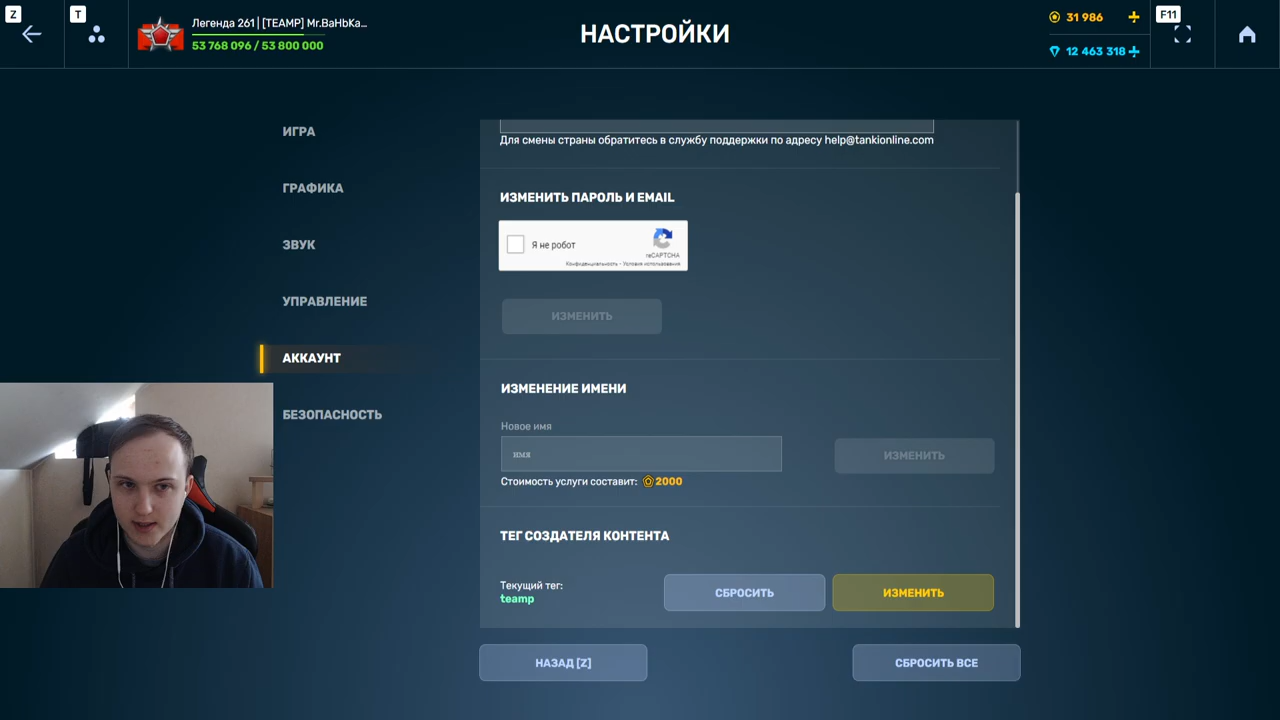 Z
T
Легенда 261 | [TEAMP] Mr.BaHbKa...
53 768 096 / 53 800 000
НАСТРОЙКИ
31 986
12 463 318
F11
ИГРА
ГРАФИКА
ЗВУК
УПРАВЛЕНИЕ
АККАУНТ
БЕЗОПАСНОСТЬ
Для смены страны обратитесь в службу поддержки по адресу help@tankionline.com
ИЗМЕНИТЬ ПАРОЛЬ И EMAIL
Я не робот
reCAPTCHA
Конфиденциальность - Условия использования
ИЗМЕНИТЬ
ИЗМЕНЕНИЕ ИМЕНИ
Новое имя
имя
ИЗМЕНИТЬ
Стоимость услуги составит: 2000
ТЕГ СОЗДАТЕЛЯ КОНТЕНТА
Текущий тег:
teamp
СБРОСИТЬ
ИЗМЕНИТЬ
НАЗАД [Z]
СБРОСИТЬ ВСЕ